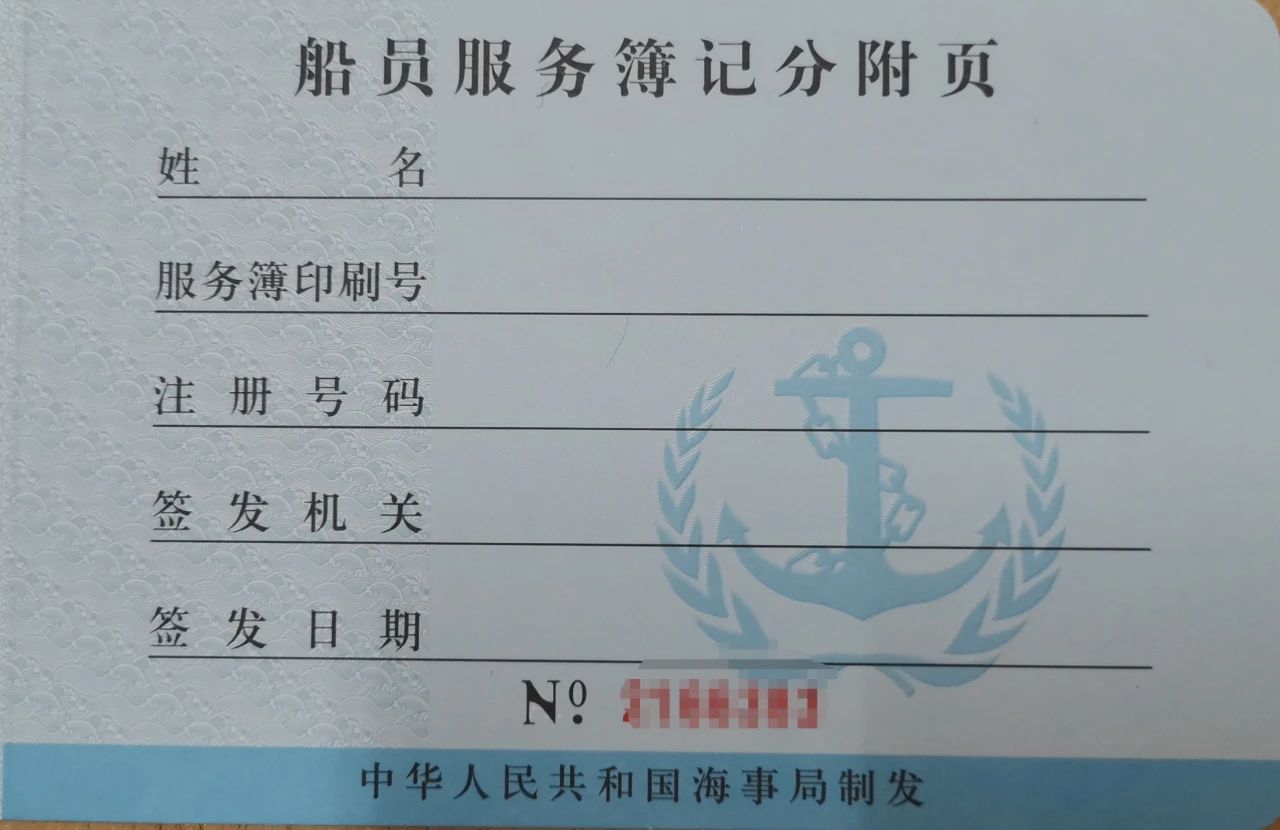 船员服务簿记分附页
姓名
服务簿印刷号
注册号码
签发机关
签发日期
Nº.
中华人民共和国海事局制发